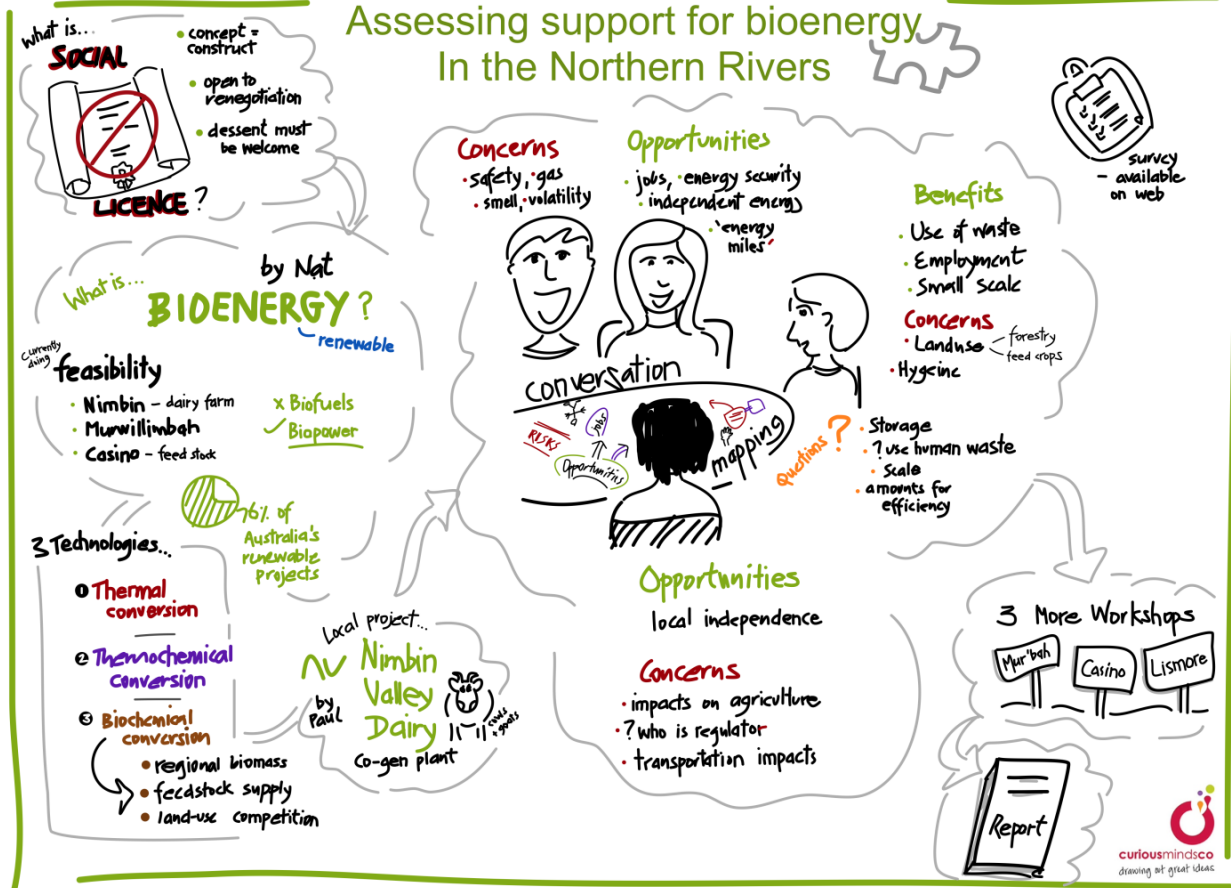 Assessing support for bioenergy
In the Northern Rivers
what is...
SOCIAL
LICENCE?
• concept =
construct
• open to
renegotiation
• dessent must
be welcome
What is...
by Nat
BIOENERGY?
renewable
currently
doing
feasibility
• Nimbin – dairy farm
• Murwillimbah
• Casino – feed stock
x Biofuels
✓ Biopower
76% of
Australia's
renewable
projects
3 Technologies...
1 Thermal
conversion
2 Thermochemical
conversion
3 Biochemical
conversion
• regional biomass
• feedstock supply
• land-use competition
Local project...
Nimbin
Valley
Dairy
by
Paul
cows
+ goats
Co-gen plant
Concerns
• safety, • gas
• smell, • volatility
Opportunities
• jobs, • energy security
• independent energy
• 'energy
miles'
conversation
mapping
RISKS
jobs
Opportunities
Benefits
• Use of waste
• Employment
• Small scale
Concerns
• Landuse
forestry
feed crops
• Hygeine
Questions?
• Storage
• ? use human waste
• Scale
• amounts for
efficiency
Opportunities
local independence
Concerns
• impacts on agriculture
• ? who is regulator
• transportation impacts
survey
– available
on web
3 More Workshops
Mur'bah
Casino
Lismore
Report
curiousmindsco
drawing out great ideas